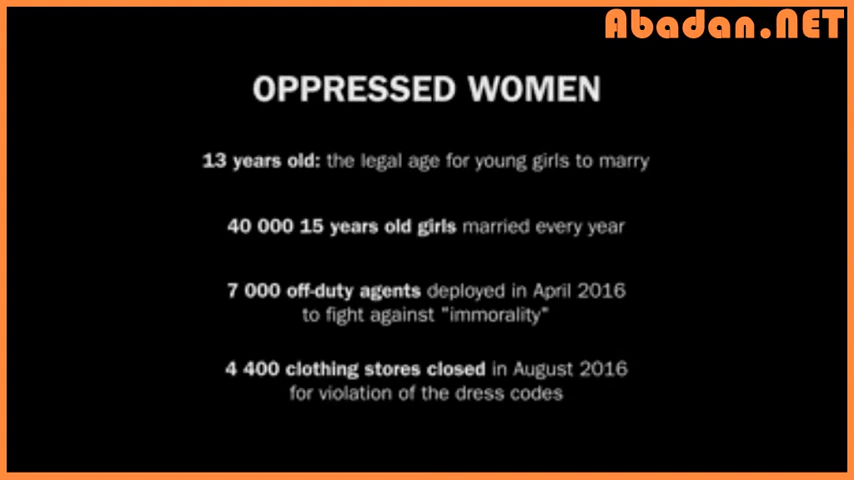 Abadan.NET
OPPRESSED WOMEN
13 years old: the legal age for young girls to marry
40 000 15 years old girls married every year
7 000 off-duty agents deployed in April 2016
to fight against "immorality"
4 400 clothing stores closed in August 2016
for violation of the dress codes